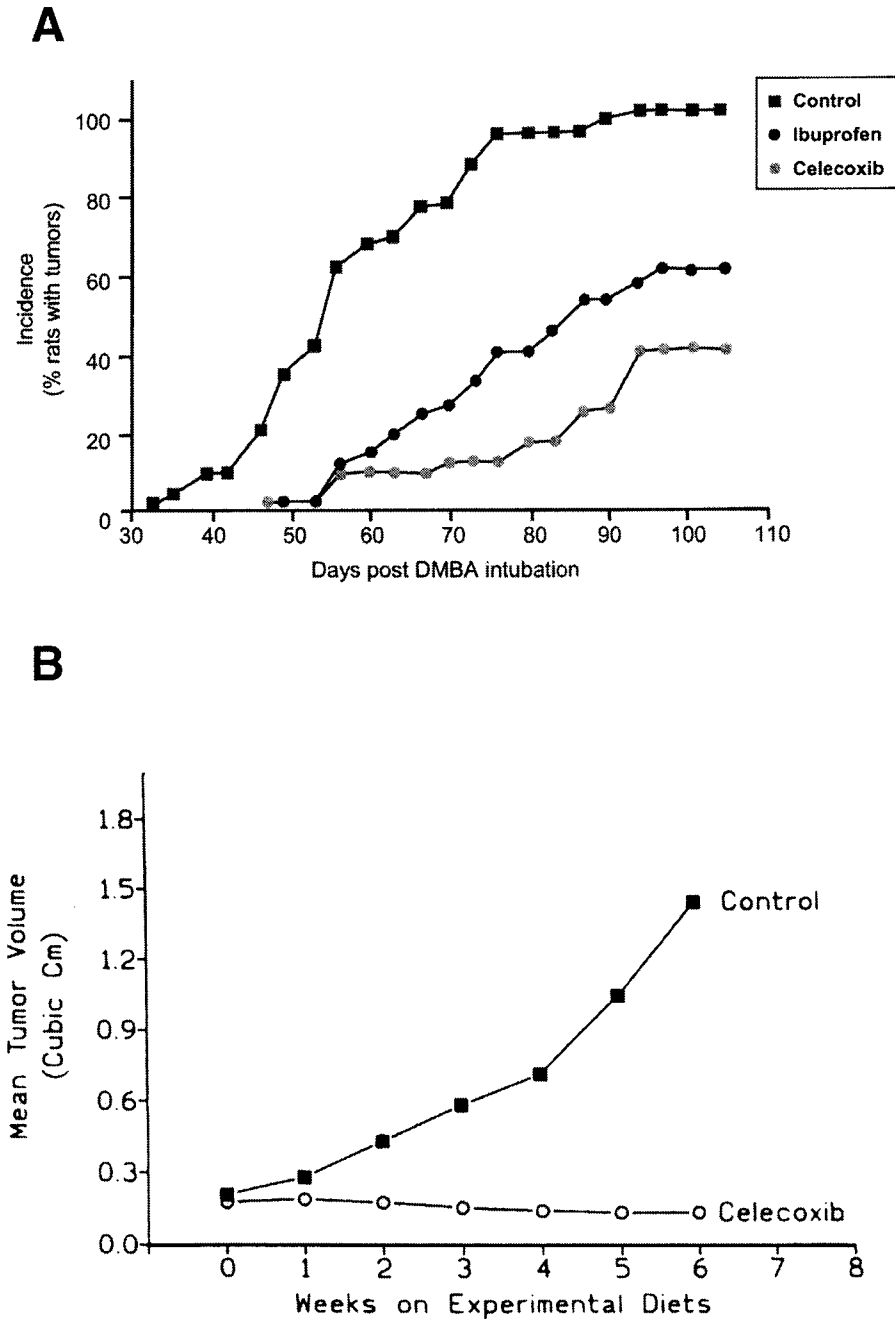 A
Control
Ibuprofen
Celecoxib
100
80
60
40
20
0
Incidence
(% rats with tumors)
30 40 50 60 70 80 90 100 110
Days post DMBA intubation
B
1.8
1.5
1.2
0.9
0.6
0.3
0.0
Mean Tumor Volume
(Cubic Cm)
Control
Celecoxib
0 1 2 3 4 5 6 7 8
Weeks on Experimental Diets